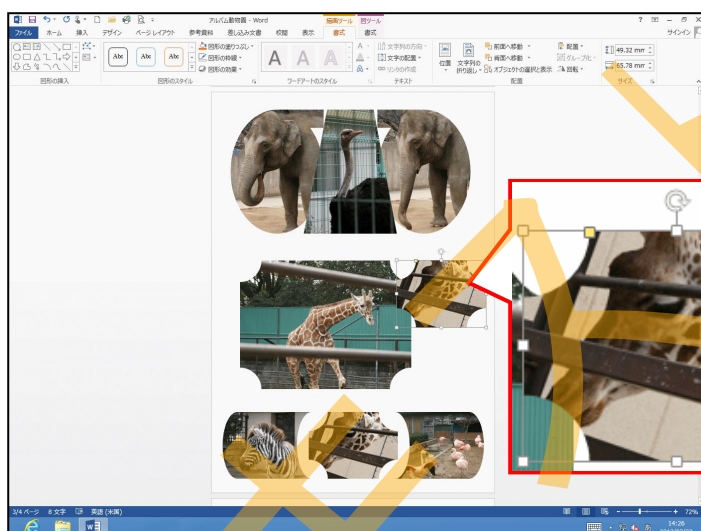 アルバム動物園 - Word
描画ツール 図ツール
サインイン
ファイル ホーム 挿入 デザイン ページ レイアウト 参考資料 差し込み文書 校閲 表示 書式 書式
Abc Abc Abc
図形の塗りつぶし
図形の枠線
図形の効果
A A A
文字列の方向
文字の配置
リンクの作成
位置
文字列の
折り返し
前面へ移動
背面へ移動
オブジェクトの選択と表示
配置
グループ化
回転
49.32 mm
65.78 mm
図形の挿入 図形のスタイル ワードアートのスタイル テキスト 配置 サイズ
3/4 ページ 6 文字 英語 (米国)
72%
14:26